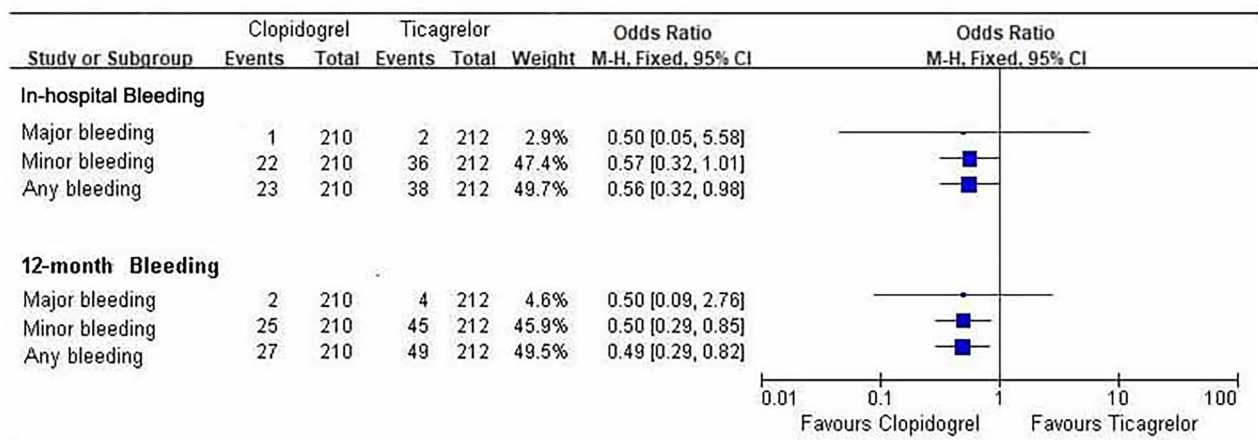 Clopidogrel Ticagrelor Odds Ratio Odds Ratio
Study or Subgroup Events Total Events Total Weight M-H, Fixed, 95% CI M-H, Fixed, 95% CI
In-hospital Bleeding
Major bleeding 1 210 2 212 2.9% 0.50 [0.05, 5.58]
Minor bleeding 22 210 36 212 47.4% 0.57 [0.32, 1.01]
Any bleeding 23 210 38 212 49.7% 0.56 [0.32, 0.98]
12-month Bleeding
Major bleeding 2 210 4 212 4.6% 0.50 [0.09, 2.76]
Minor bleeding 25 210 45 212 45.9% 0.50 [0.29, 0.85]
Any bleeding 27 210 49 212 49.5% 0.49 [0.29, 0.82]
0.01 0.1 1 10 100
Favours Clopidogrel Favours Ticagrelor